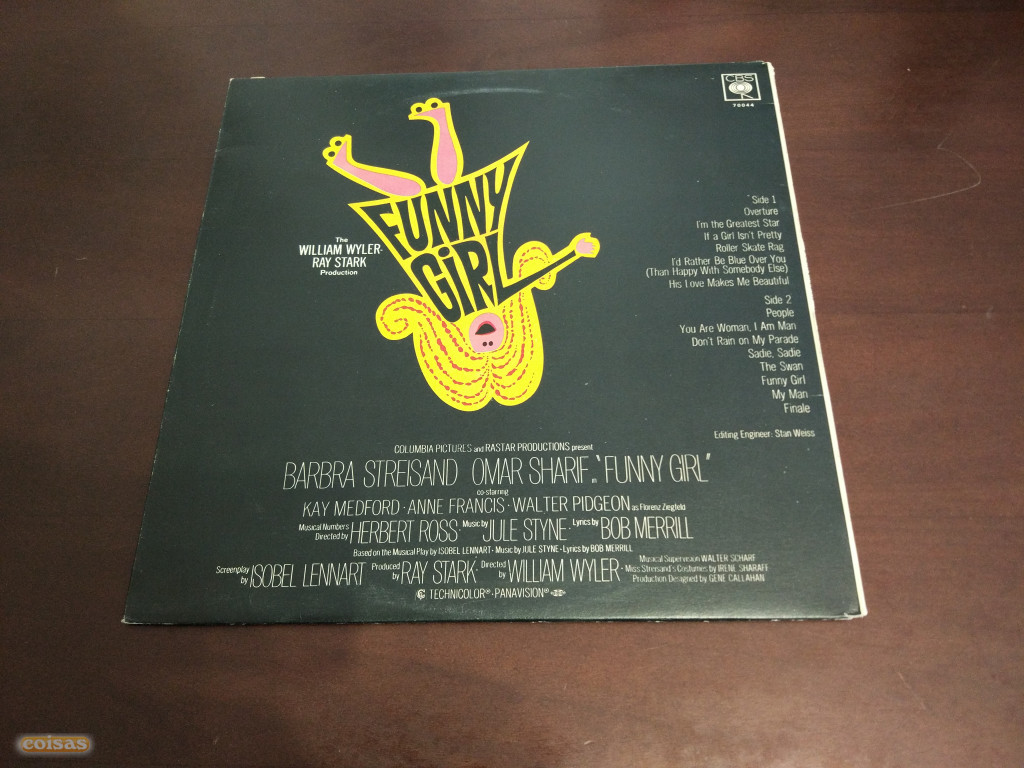 CBS
70044
FUNNY
GIRL
The
WILLIAM WYLER-
RAY STARK
Production
Side 1
Overture
I'm the Greatest Star
If a Girl Isn't Pretty
Roller Skate Rag
I'd Rather Be Blue Over You
(Than Happy With Somebody Else)
His Love Makes Me Beautiful
Side 2
People
You Are Woman, I Am Man
Don't Rain on My Parade
Sadie, Sadie
The Swan
Funny Girl
My Man
Finale
Editing Engineer: Stan Weiss
COLUMBIA PICTURES and RASTAR PRODUCTIONS present
BARBRA STREISAND OMAR SHARIF in "FUNNY GIRL"
co-starring
KAY MEDFORD · ANNE FRANCIS · WALTER PIDGEON as Florenz Ziegfeld
Musical Numbers Directed by HERBERT ROSS · Music by JULE STYNE · Lyrics by BOB MERRILL
Based on the Musical Play by ISOBEL LENNART · Music by JULE STYNE · Lyrics by BOB MERRILL
Screenplay by ISOBEL LENNART Produced by RAY STARK · Directed by WILLIAM WYLER ·
Musical Supervision WALTER SCHARF
Miss Streisand's Costumes by IRENE SHARAFF
Production Designed by GENE CALLAHAN
TECHNICOLOR® · PANAVISION®
coisas